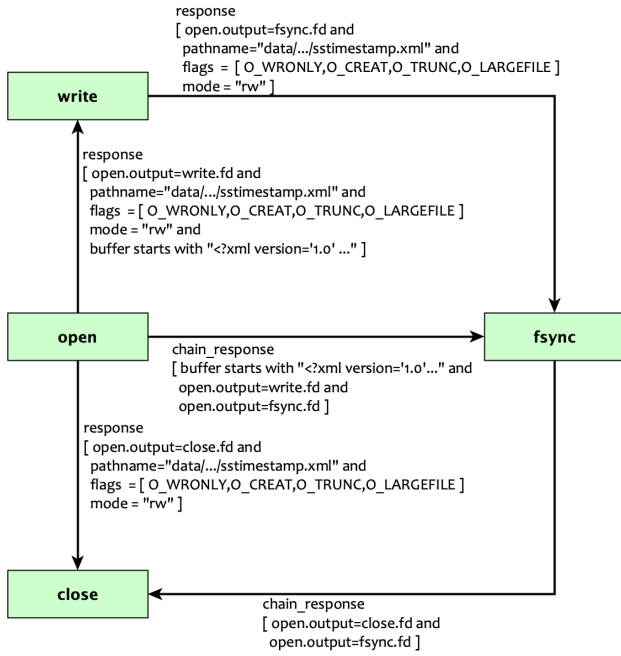 response
[ open.output=fsync.fd and
pathname="data/.../sstimestamp.xml" and
flags = [ O_WRONLY,O_CREAT,O_TRUNC,O_LARGEFILE ]
mode = "rw" ]
write
response
[ open.output=write.fd and
pathname="data/.../sstimestamp.xml" and
flags = [ O_WRONLY,O_CREAT,O_TRUNC,O_LARGEFILE ]
mode = "rw" and
buffer starts with "<?xml version='1.0' ..." ]
open
fsync
chain_response
[ buffer starts with "<?xml version='1.0'..." and
open.output=write.fd and
open.output=fsync.fd ]
response
[ open.output=close.fd and
pathname="data/.../sstimestamp.xml" and
flags = [ O_WRONLY,O_CREAT,O_TRUNC,O_LARGEFILE ]
mode = "rw" ]
close
chain_response
[ open.output=close.fd and
open.output=fsync.fd ]